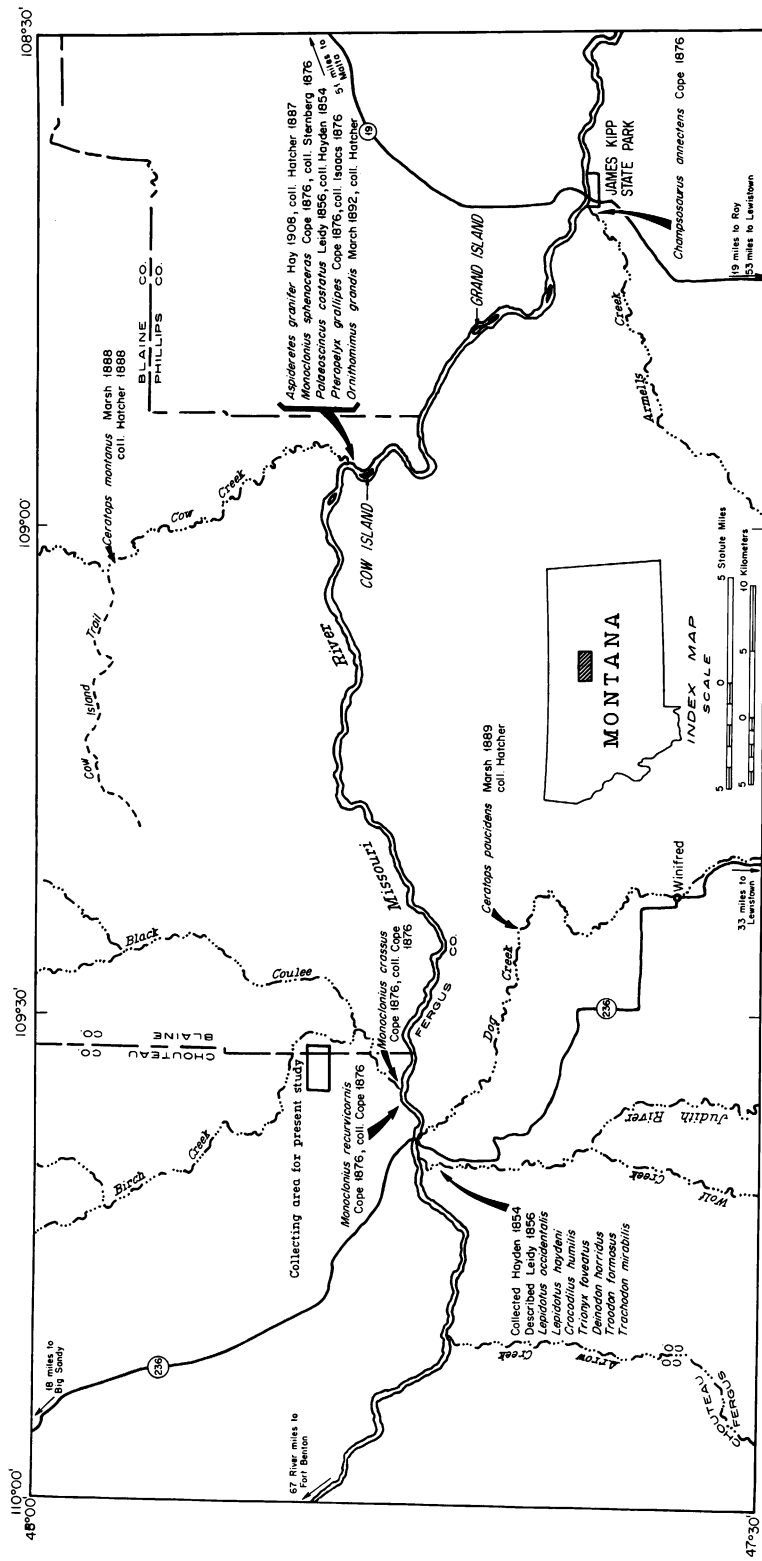 110°00'
109°30'
109°00'
108°30'
48°00'
18 miles to
Big Sandy
236
Birch
Creek
Black
Coulee
CHOUTEAU CO.
BLAINE CO.
Collecting area for present study
Cow
Island
Trail
Cow
Creek
Ceratops montanus Marsh 1888
coll. Hatcher 1888
BLAINE CO.
PHILLIPS CO.
Aspideretes granifer Hay 1908, coll. Hatcher 1887
Monoclonius sphenoceras Cope 1876, coll. Sternberg 1876
Palaeoscincus costatus Leidy 1856, coll. Hayden 1854
Pteropelyx grallipes Cope 1876, coll. Isaacs 1876
Ornithomimus grandis Marsh 1892, coll. Hatcher
51 miles to
Malta
19
67 River miles to
Fort Benton
Monoclonius recurvicornis
Cope 1876, coll. Cope 1876
Monoclonius crassus
Cope 1876, coll. Cope
1876
Missouri
River
FERGUS
CO.
COW ISLAND
GRAND ISLAND
JAMES KIPP
STATE PARK
Champsosaurus annectens Cope 1876
19 miles to Roy
53 miles to Lewistown
Armells
Creek
Collected Hayden 1854
Described Leidy 1856
Lepidotus occidentalis
Lepidotus haydeni
Crocodilus humilis
Trionyx foveatus
Deinodon horridus
Troodon formosus
Trachodon mirabilis
Arrow
Creek
CHOUTEAU CO.
FERGUS CO.
Wolf
Creek
Judith
River
Dog
Creek
Ceratops paucidens Marsh 1889
coll. Hatcher
236
Winifred
33 miles to
Lewistown
MONTANA
INDEX MAP
SCALE
5 0 5 Statute Miles
5 0 5 10 Kilometers
47°30'